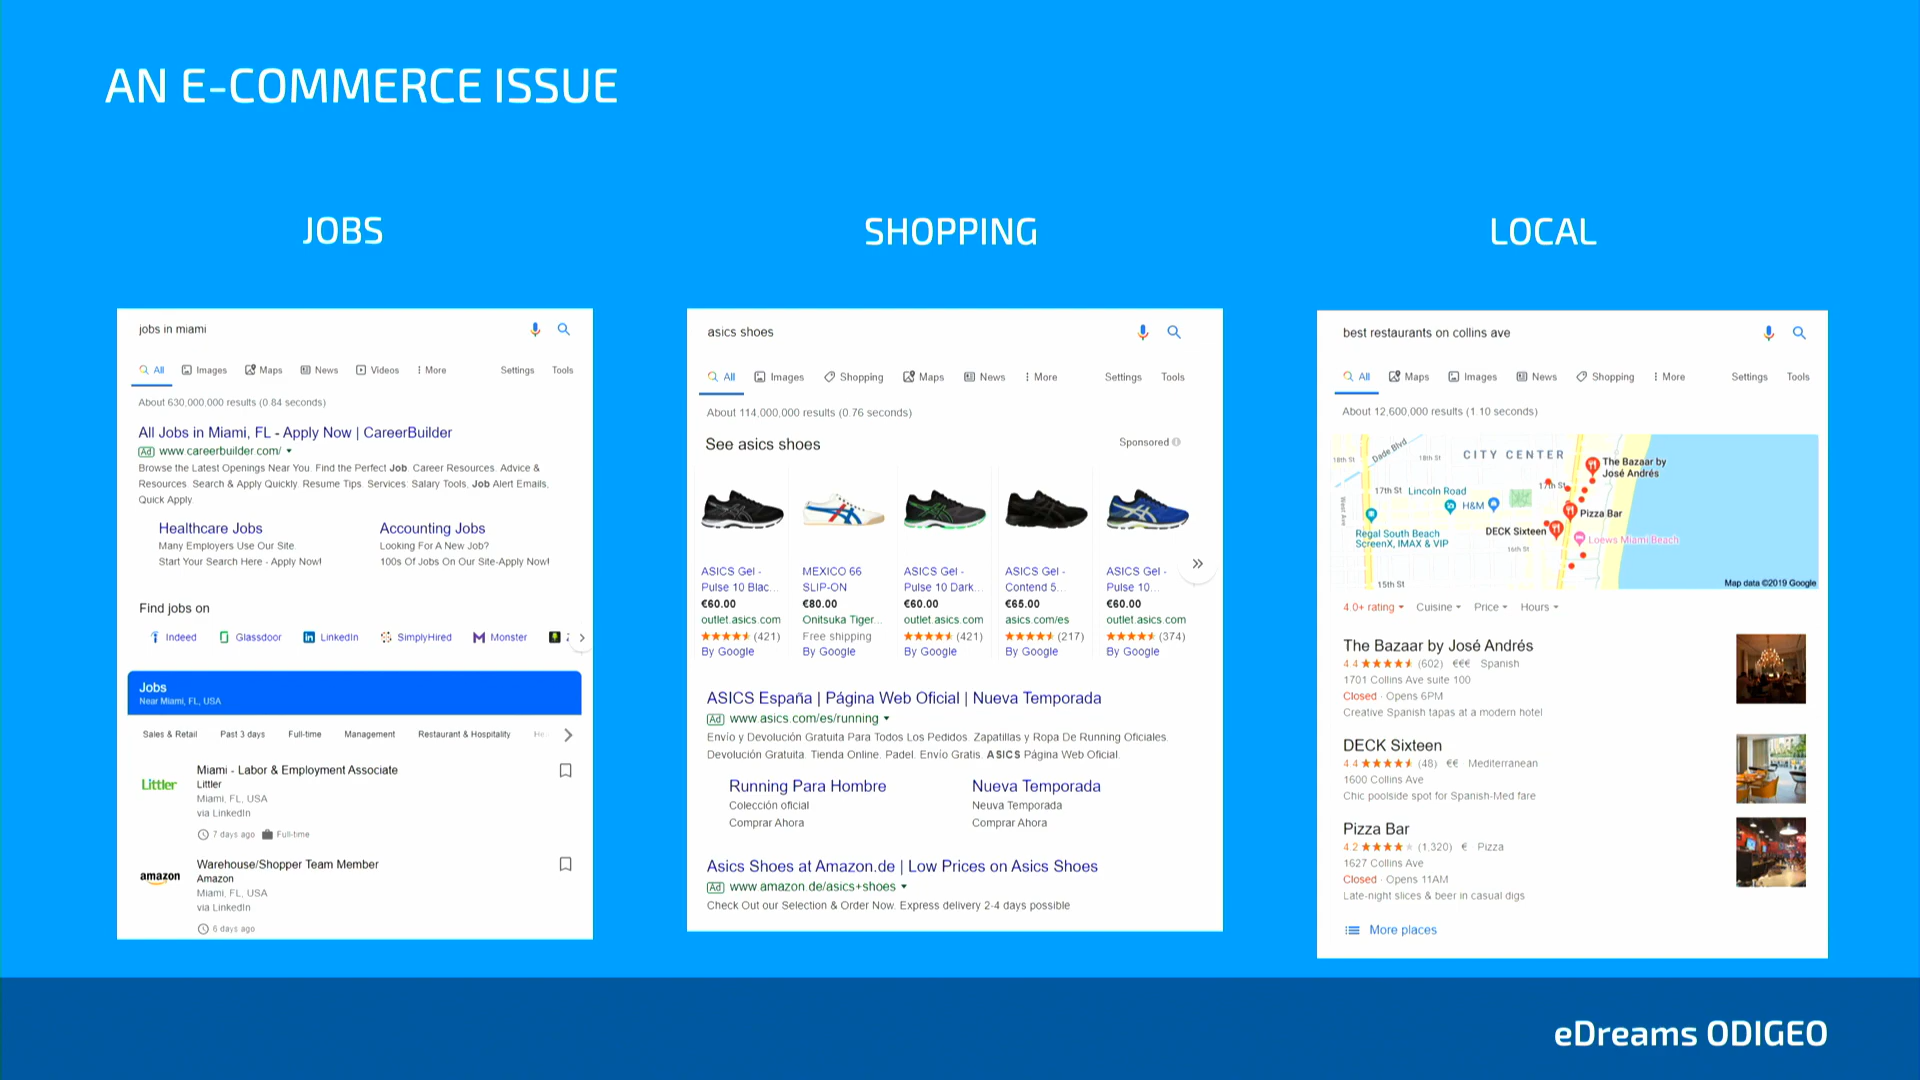 AN E-COMMERCE ISSUE
JOBS
SHOPPING
LOCAL
jobs in miami
All Images Maps News Videos More Settings Tools
About 630,000,000 results (0.84 seconds)
All Jobs in Miami, FL - Apply Now | CareerBuilder
Ad www.careerbuilder.com/
Browse the Latest Openings Near You. Find the Perfect Job. Career Resources. Advice &
Resources. Search & Apply Quickly. Resume Tips. Services: Salary Tools, Job Alert Emails,
Quick Apply.
Healthcare Jobs Accounting Jobs
Many Employers Use Our Site. Looking For A New Job?
Start Your Search Here - Apply Now! 100s Of Jobs On Our Site-Apply Now!
Find jobs on
Indeed Glassdoor LinkedIn SimplyHired Monster
Jobs
Near Miami, FL, USA
Sales & Retail Past 3 days Full-time Management Restaurant & Hospitality He
Miami - Labor & Employment Associate
Littler Littler
Miami, FL, USA
via LinkedIn
7 days ago Full-time
Warehouse/Shopper Team Member
amazon Amazon
Miami, FL, USA
via LinkedIn
6 days ago
asics shoes
All Images Shopping Maps News More Settings Tools
About 114,000,000 results (0.76 seconds)
See asics shoes Sponsored
ASICS Gel - MEXICO 66 ASICS Gel - ASICS Gel - ASICS Gel -
Pulse 10 Blac... SLIP-ON Pulse 10 Dark... Contend 5... Pulse 10...
€60.00 €80.00 €60.00 €65.00 €60.00
outlet.asics.com Onitsuka Tiger... outlet.asics.com asics.com/es outlet.asics.com
(421) Free shipping (421) (217) (374)
By Google By Google By Google By Google By Google
ASICS España | Página Web Oficial | Nueva Temporada
Ad www.asics.com/es/running
Envío y Devolución Gratuita Para Todos Los Pedidos. Zapatillas y Ropa De Running Oficiales.
Devolución Gratuita. Tienda Online. Padel. Envío Gratis. ASICS Página Web Oficial.
Running Para Hombre Nueva Temporada
Colección oficial Neuva Temporada
Comprar Ahora Comprar Ahora
Asics Shoes at Amazon.de | Low Prices on Asics Shoes
Ad www.amazon.de/asics+shoes
Check Out our Selection & Order Now. Express delivery 2-4 days possible
best restaurants on collins ave
All Maps Images News Shopping More Settings Tools
About 12,600,000 results (1.10 seconds)
18th St Dade Blvd 18th St CITY CENTER The Bazaar by
José Andrés
17th St Lincoln Road 17th St
H&M Pizza Bar
West Ave
Regal South Beach DECK Sixteen
ScreenX, IMAX & VIP Loews Miami Beach
16th St
15th St Map data ©2019 Google
4.0+ rating Cuisine Price Hours
The Bazaar by José Andrés
4.4 (602) €€€ Spanish
1701 Collins Ave suite 100
Closed · Opens 6PM
Creative Spanish tapas at a modern hotel
DECK Sixteen
4.4 (48) €€ · Mediterranean
1600 Collins Ave
Chic poolside spot for Spanish-Med fare
Pizza Bar
4.2 (1,320) € · Pizza
1627 Collins Ave
Closed · Opens 11AM
Late-night slices & beer in casual digs
More places
eDreams ODIGEO